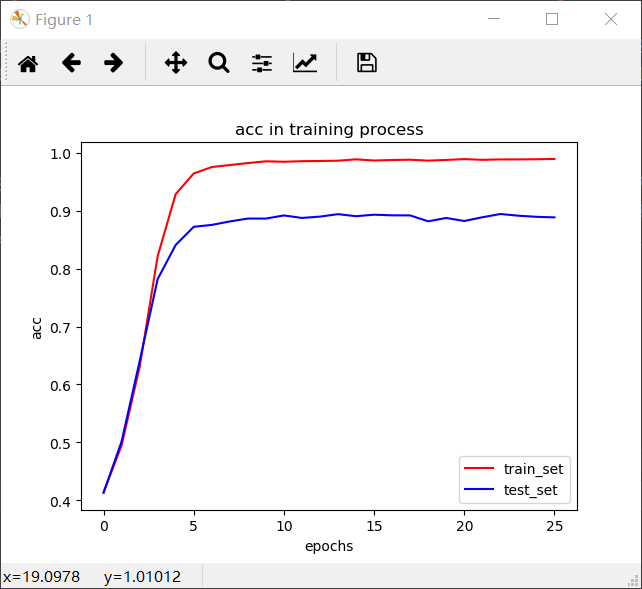 Figure 1
acc in training process
1.0
0.9
0.8
0.7
0.6
0.5
0.4
acc
0 5 10 15 20 25
epochs
train_set
test_set
x=19.0978 y=1.01012